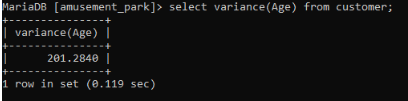 MariaDB [amusement_park]> select variance(Age) from customer;
+---------------+
| variance(Age) |
+---------------+
|      201.2840 |
+---------------+
1 row in set (0.119 sec)